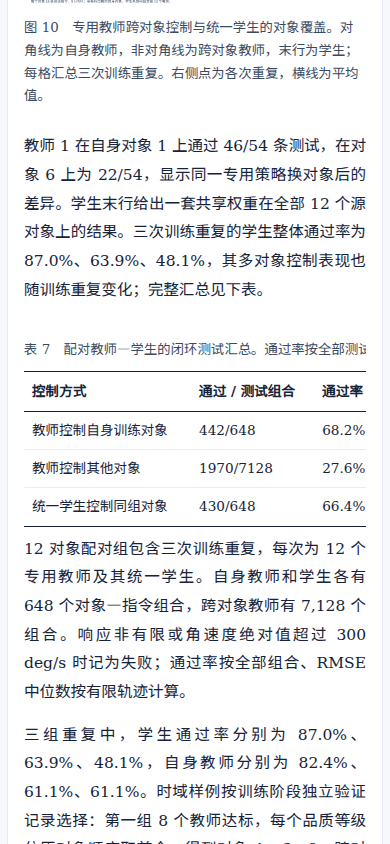 图 10 专用教师跨对象控制与统一学生的对象覆盖。对
角线为自身教师，非对角线为跨对象教师，末行为学生；
每格汇总三次训练重复。右侧点为各次重复，横线为平均
值。
教师 1 在自身对象 1 上通过 46/54 条测试，在对
象 6 上为 22/54，显示同一专用策略换对象后的
差异。学生末行给出一套共享权重在全部 12 个源
对象上的结果。三次训练重复的学生整体通过率为
87.0%、63.9%、48.1%，其多对象控制表现也
随训练重复变化；完整汇总见下表。
表 7 配对教师—学生的闭环测试汇总。通过率按全部测试
控制方式 通过 / 测试组合 通过率
教师控制自身训练对象 442/648 68.2%
教师控制其他对象 1970/7128 27.6%
统一学生控制同组对象 430/648 66.4%
12 对象配对组包含三次训练重复，每次为 12 个
专用教师及其统一学生。自身教师和学生各有
648 个对象—指令组合，跨对象教师有 7,128 个
组合。响应非有限或角速度绝对值超过 300
deg/s 时记为失败；通过率按全部组合、RMSE
中位数按有限轨迹计算。
三组重复中，学生通过率分别为 87.0%、
63.9%、48.1%，自身教师分别为 82.4%、
61.1%、61.1%。时域样例按训练阶段独立验证
记录选择：第一组 8 个教师达标，每个品质等级